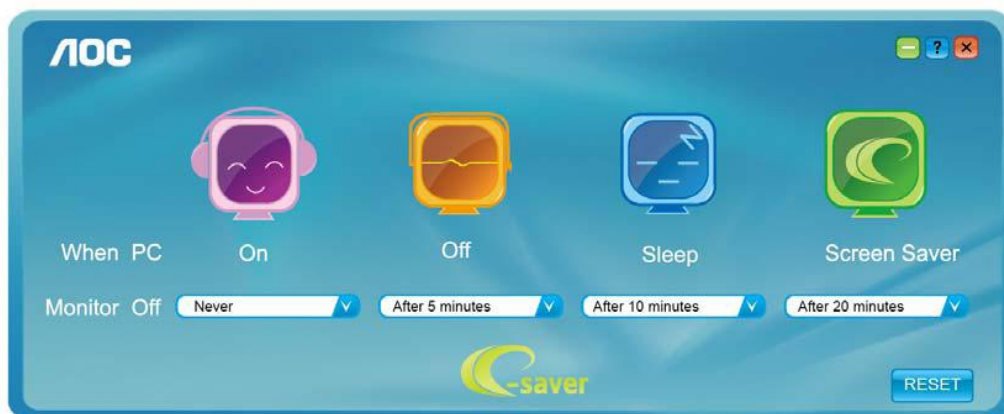 AOC
?
When PC On Off Sleep Screen Saver
Monitor Off Never After 5 minutes After 10 minutes After 20 minutes
e-saver
RESET